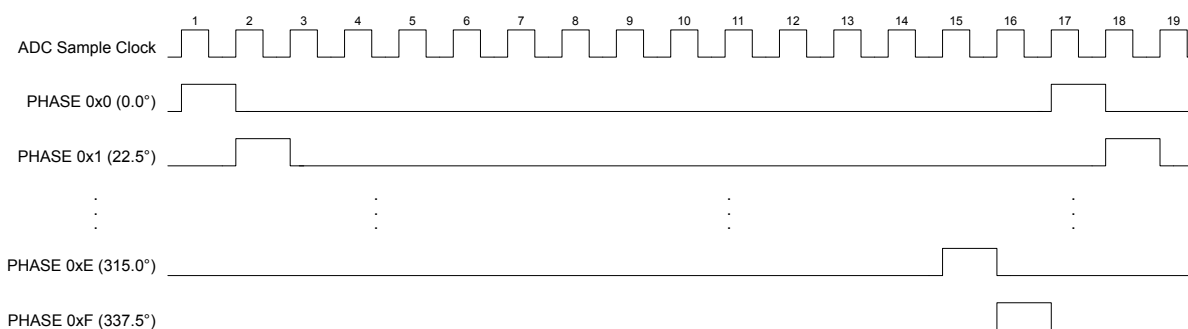 1 2 3 4 5 6 7 8 9 10 11 12 13 14 15 16 17 18 19
ADC Sample Clock
PHASE 0x0 (0.0°)
PHASE 0x1 (22.5°)
PHASE 0xE (315.0°)
PHASE 0xF (337.5°)